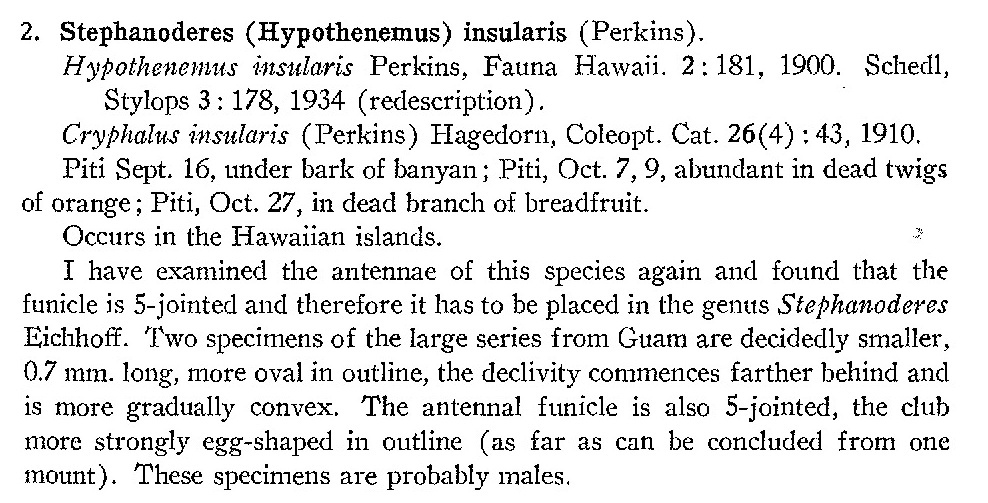 2. Stephanoderes (Hypothenemus) insularis (Perkins).
Hypothenemus insularis Perkins, Fauna Hawaii. 2: 181, 1900. Schedl,
Stylops 3: 178, 1934 (redescription).
Cryphalus insularis (Perkins) Hagedorn, Coleopt. Cat. 26(4): 43, 1910.
Piti Sept. 16, under bark of banyan; Piti, Oct. 7, 9, abundant in dead twigs
of orange; Piti, Oct. 27, in dead branch of breadfruit.
Occurs in the Hawaiian islands.
I have examined the antennae of this species again and found that the
funicle is 5-jointed and therefore it has to be placed in the genus Stephanoderes
Eichhoff. Two specimens of the large series from Guam are decidedly smaller,
0.7 mm. long, more oval in outline, the declivity commences farther behind and
is more gradually convex. The antennal funicle is also 5-jointed, the club
more strongly egg-shaped in outline (as far as can be concluded from one
mount). These specimens are probably males.